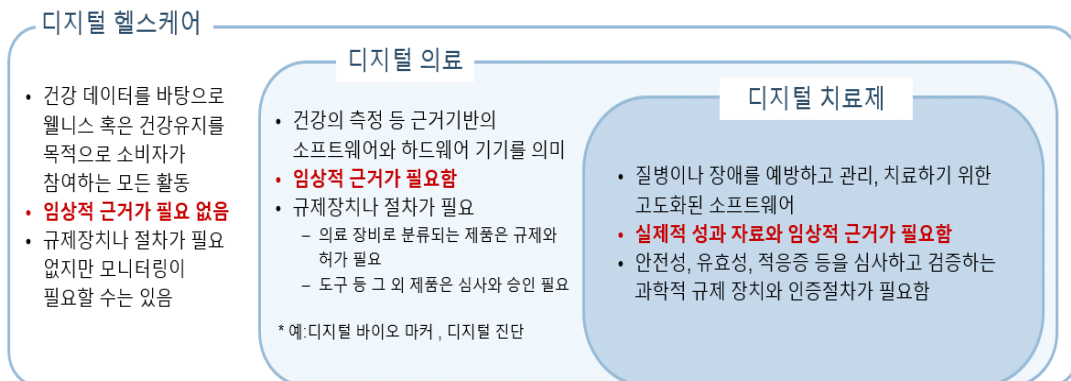 디지털 헬스케어
• 건강 데이터를 바탕으로
웰니스 혹은 건강유지를
목적으로 소비자가
참여하는 모든 활동
• 임상적 근거가 필요 없음
• 규제장치나 절차가 필요
없지만 모니터링이
필요할 수는 있음
디지털 의료
• 건강의 측정 등 근거기반의
소프트웨어와 하드웨어 기기를 의미
• 임상적 근거가 필요함
• 규제장치나 절차가 필요
– 의료 장비로 분류되는 제품은 규제와
허가 필요
– 도구 등 그 외 제품은 심사와 승인 필요
* 예:디지털 바이오 마커 , 디지털 진단
디지털 치료제
• 질병이나 장애를 예방하고 관리, 치료하기 위한
고도화된 소프트웨어
• 실제적 성과 자료와 임상적 근거가 필요함
• 안전성, 유효성, 적응증 등을 심사하고 검증하는
과학적 규제 장치와 인증절차가 필요함